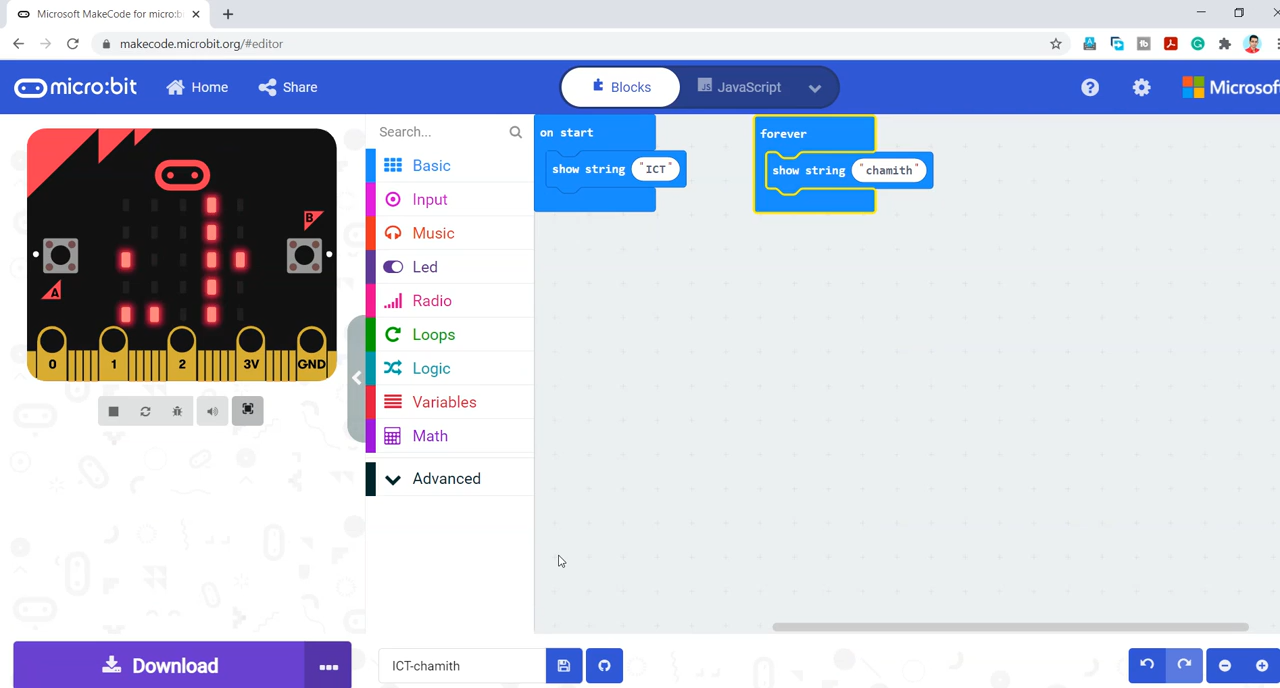 Microsoft MakeCode for micro:bi
makecode.microbit.org/#editor
micro:bit
Home
Share
Blocks
JS JavaScript
Microsof
A
B
0
1
2
3V
GND
Search...
Basic
Input
Music
Led
Radio
Loops
Logic
Variables
Math
Advanced
on start
show string "ICT"
forever
show string "chamith"
Download
ICT-chamith